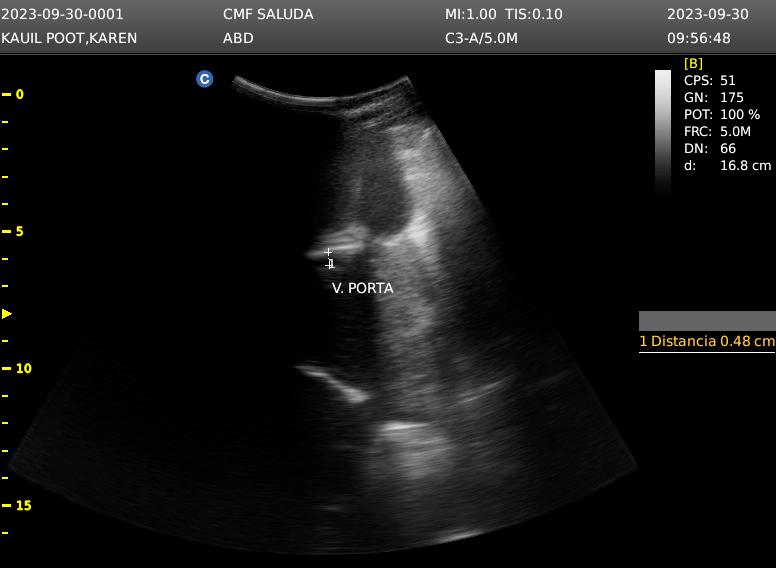 2023-09-30-0001 CMF SALUDA MI:1.00 TIS:0.10 2023-09-30
KAUIL POOT,KAREN ABD C3-A/5.0M 09:56:48
C
[B]
CPS: 51
GN: 175
POT: 100 %
FRC: 5.0M
DN: 66
d: 16.8 cm
0
5
10
15
1
V. PORTA
1 Distancia 0.48 cm